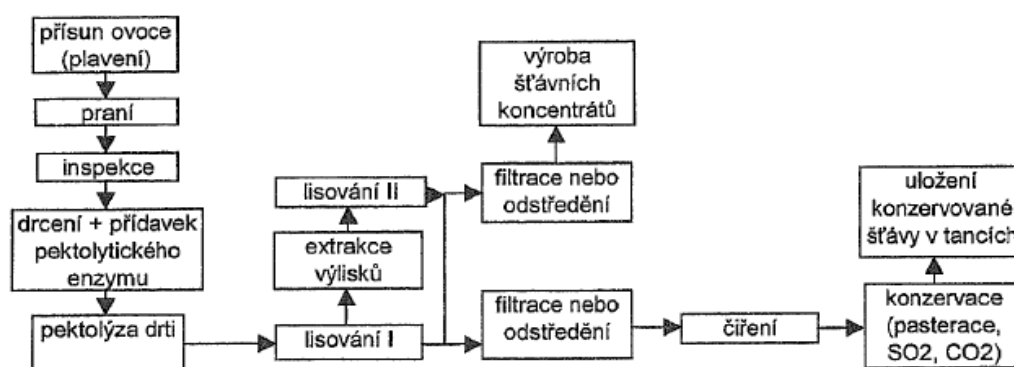 přísun ovoce
(plavení)
praní
inspekce
drcení + přídavek
pektolytického
enzymu
pektolýza drti
lisování II
extrakce
výlisků
lisování I
výroba
šťávních
koncentrátů
filtrace nebo
odstředění
filtrace nebo
odstředění
čiření
uložení
konzervované
šťávy v tancích
konzervace
(pasterace,
SO2, CO2)